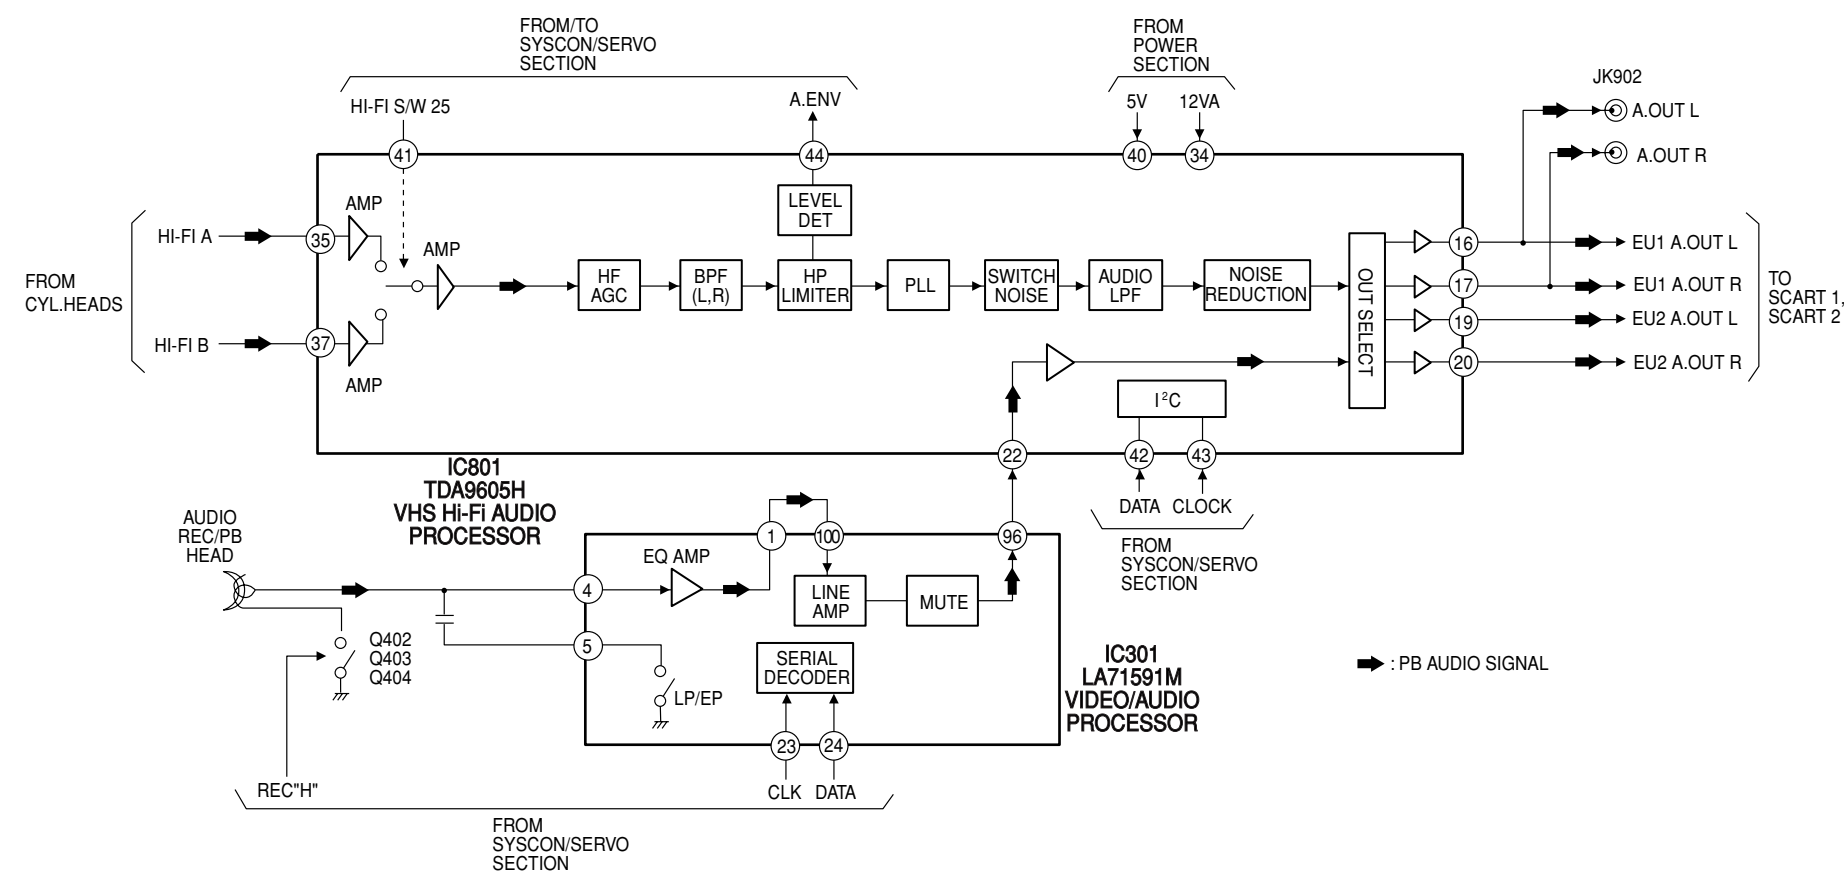 FROM/TO
SYSCON/SERVO
SECTION
FROM
POWER
SECTION
JK902
HI-FI S/W 25
A.ENV
5V
12VA
A.OUT L
A.OUT R
41
44
40
34
AMP
LEVEL
DET
HI-FI A
35
AMP
16
EU1 A.OUT L
FROM
CYL.HEADS
HF
AGC
BPF
(L,R)
HP
LIMITER
PLL
SWITCH
NOISE
AUDIO
LPF
NOISE
REDUCTION
OUT SELECT
17
EU1 A.OUT R
TO
SCART 1,
SCART 2
19
EU2 A.OUT L
HI-FI B
37
AMP
20
EU2 A.OUT R
I²C
22
42
43
IC801
TDA9605H
VHS Hi-Fi AUDIO
PROCESSOR
DATA
CLOCK
FROM
SYSCON/SERVO
SECTION
AUDIO
REC/PB
HEAD
1
100
96
EQ AMP
4
LINE
AMP
MUTE
5
Q402
Q403
Q404
SERIAL
DECODER
LP/EP
IC301
LA71591M
VIDEO/AUDIO
PROCESSOR
: PB AUDIO SIGNAL
23
24
REC"H"
CLK
DATA
FROM
SYSCON/SERVO
SECTION